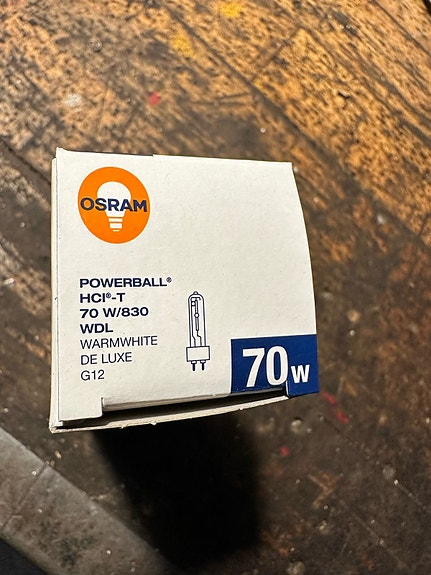 OSRAM
POWERBALL®
HCI®-T
70 W/830
WDL
WARMWHITE
DE LUXE
G12
70w